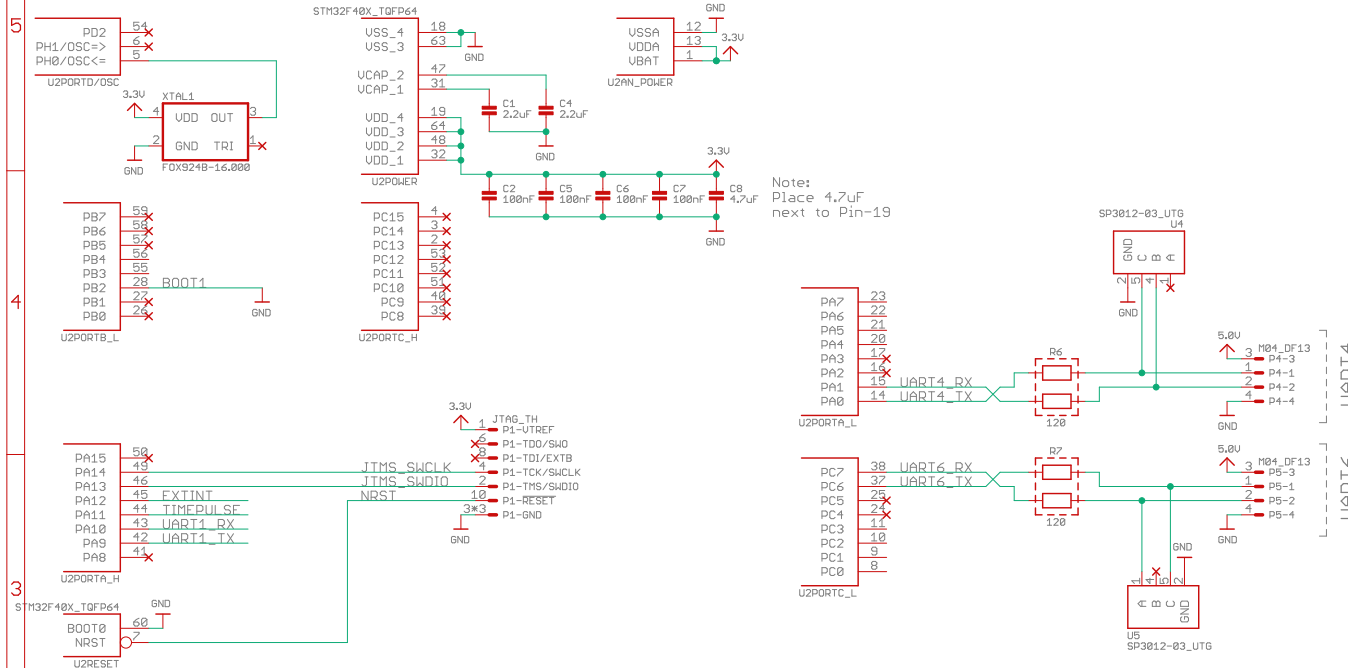 5
PD2 54
PH1/OSC=> 6
PH0/OSC<= 5
U2PORTD/OSC
3.3V
XTAL1
4 VDD OUT 3
2 GND TRI 1
GND
FOX924B-16.000
STM32F40X_TQFP64
VSS_4 18
VSS_3 63
GND
VCAP_2 47
VCAP_1 31
VDD_4 19
VDD_3 64
VDD_2 48
VDD_1 32
U2POWER
C1
2.2uF
C4
2.2uF
GND
3.3V
C2
100nF
C5
100nF
C6
100nF
C7
100nF
C8
4.7uF
GND
Note:
Place 4.7uF
next to Pin-19
GND
VSSA 12
VDDA 13
VBAT 1
3.3V
U2AN_POWER
4
PB7 59
PB6 58
PB5 57
PB4 56
PB3 55
PB2 28 BOOT1
PB1 27
PB0 26
GND
U2PORTB_L
PC15 4
PC14 3
PC13 2
PC12 53
PC11 52
PC10 51
PC9 40
PC8 39
U2PORTC_H
SP3012-03_UTG
U4
GND C B A
2 5 4 1
GND
PA7 23
PA6 22
PA5 21
PA4 20
PA3 17
PA2 16
PA1 15 UART4_RX
PA0 14 UART4_TX
U2PORTA_L
R6
120
5.0V
M04_DF13
3 P4-3
1 P4-1
2 P4-2
4 P4-4
GND
UART4
PC7 38 UART6_RX
PC6 37 UART6_TX
PC5 25
PC4 24
PC3 11
PC2 10
PC1 9
PC0 8
U2PORTC_L
R7
120
5.0V
M04_DF13
3 P5-3
1 P5-1
2 P5-2
4 P5-4
GND
UART6
GND
1 4 5 2
A B C GND
U5
SP3012-03_UTG
3.3V
JTAG_TH
1 P1-VTREF
6 P1-TDO/SWO
8 P1-TDI/EXTB
JTMS_SWCLK 4 P1-TCK/SWCLK
JTMS_SWDIO 2 P1-TMS/SWDIO
NRST 10 P1-RESET
3*3 P1-GND
GND
PA15 50
PA14 49
PA13 46
PA12 45 EXTINT
PA11 44 TIMEPULSE
PA10 43 UART1_RX
PA9 42 UART1_TX
PA8 41
U2PORTA_H
3
STM32F40X_TQFP64
GND
BOOT0 60
NRST 7
U2RESET